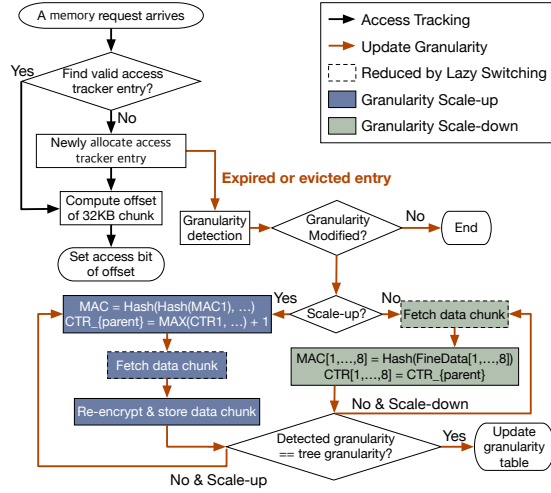 A memory request arrives
Yes
Find valid access
tracker entry?
No
Newly allocate access
tracker entry
Compute offset
of 32KB chunk
Set access bit
of offset
Access Tracking
Update Granularity
Reduced by Lazy Switching
Granularity Scale-up
Granularity Scale-down
Expired or evicted entry
Granularity
detection
Granularity
Modified?
No
End
Scale-up?
Yes
No
MAC = Hash(Hash(MAC1), ...)
CTR_{parent} = MAX(CTR1, ...) + 1
Fetch data chunk
Re-encrypt & store data chunk
Fetch data chunk
MAC[1,...,8] = Hash(FineData[1,...,8])
CTR[1,...,8] = CTR_{parent}
No & Scale-down
Detected granularity
== tree granularity?
Yes
Update
granularity
table
No & Scale-up